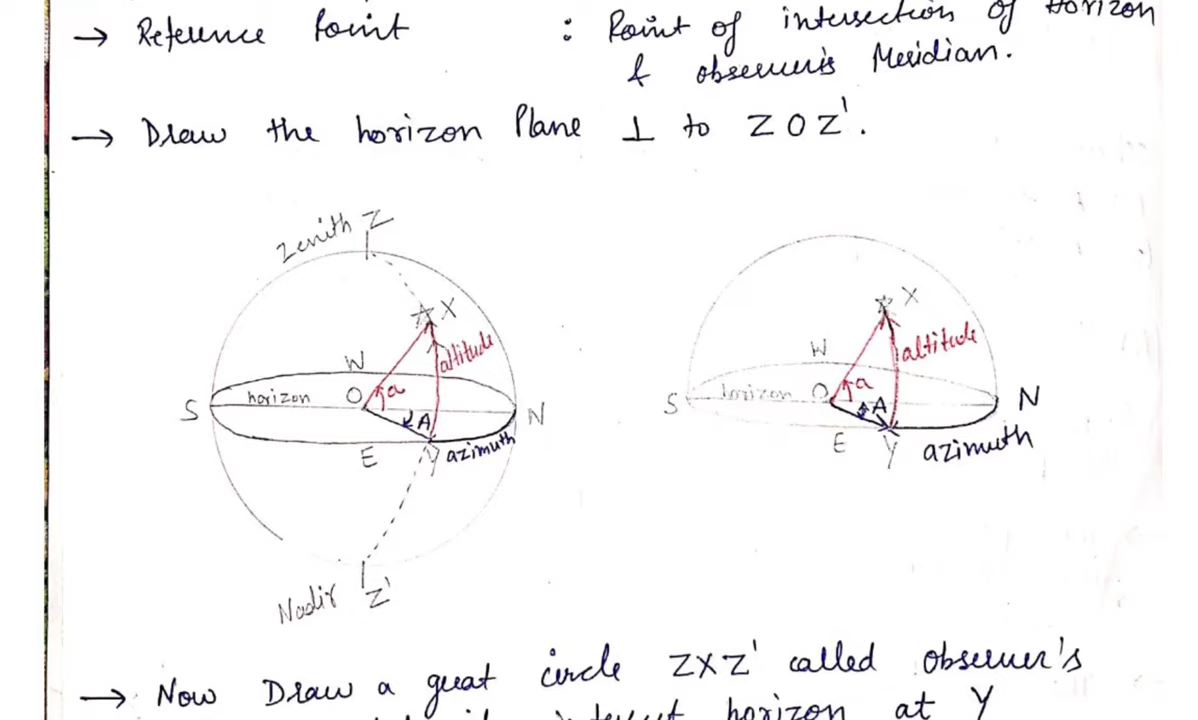 → Reference Point : Point of intersection of Horizon
& observer's Meridian.
→ Draw the horizon Plane ⊥ to ZOZ'.
Zenith Z
X
altitude
W
horizon
O
a
S
A
N
E
Y
azimuth
Nadir Z'
X
altitude
W
horizon
O
a
S
A
N
E
Y
azimuth
→ Now Draw a great circle ZXZ' called observer's
intersect horizon at Y